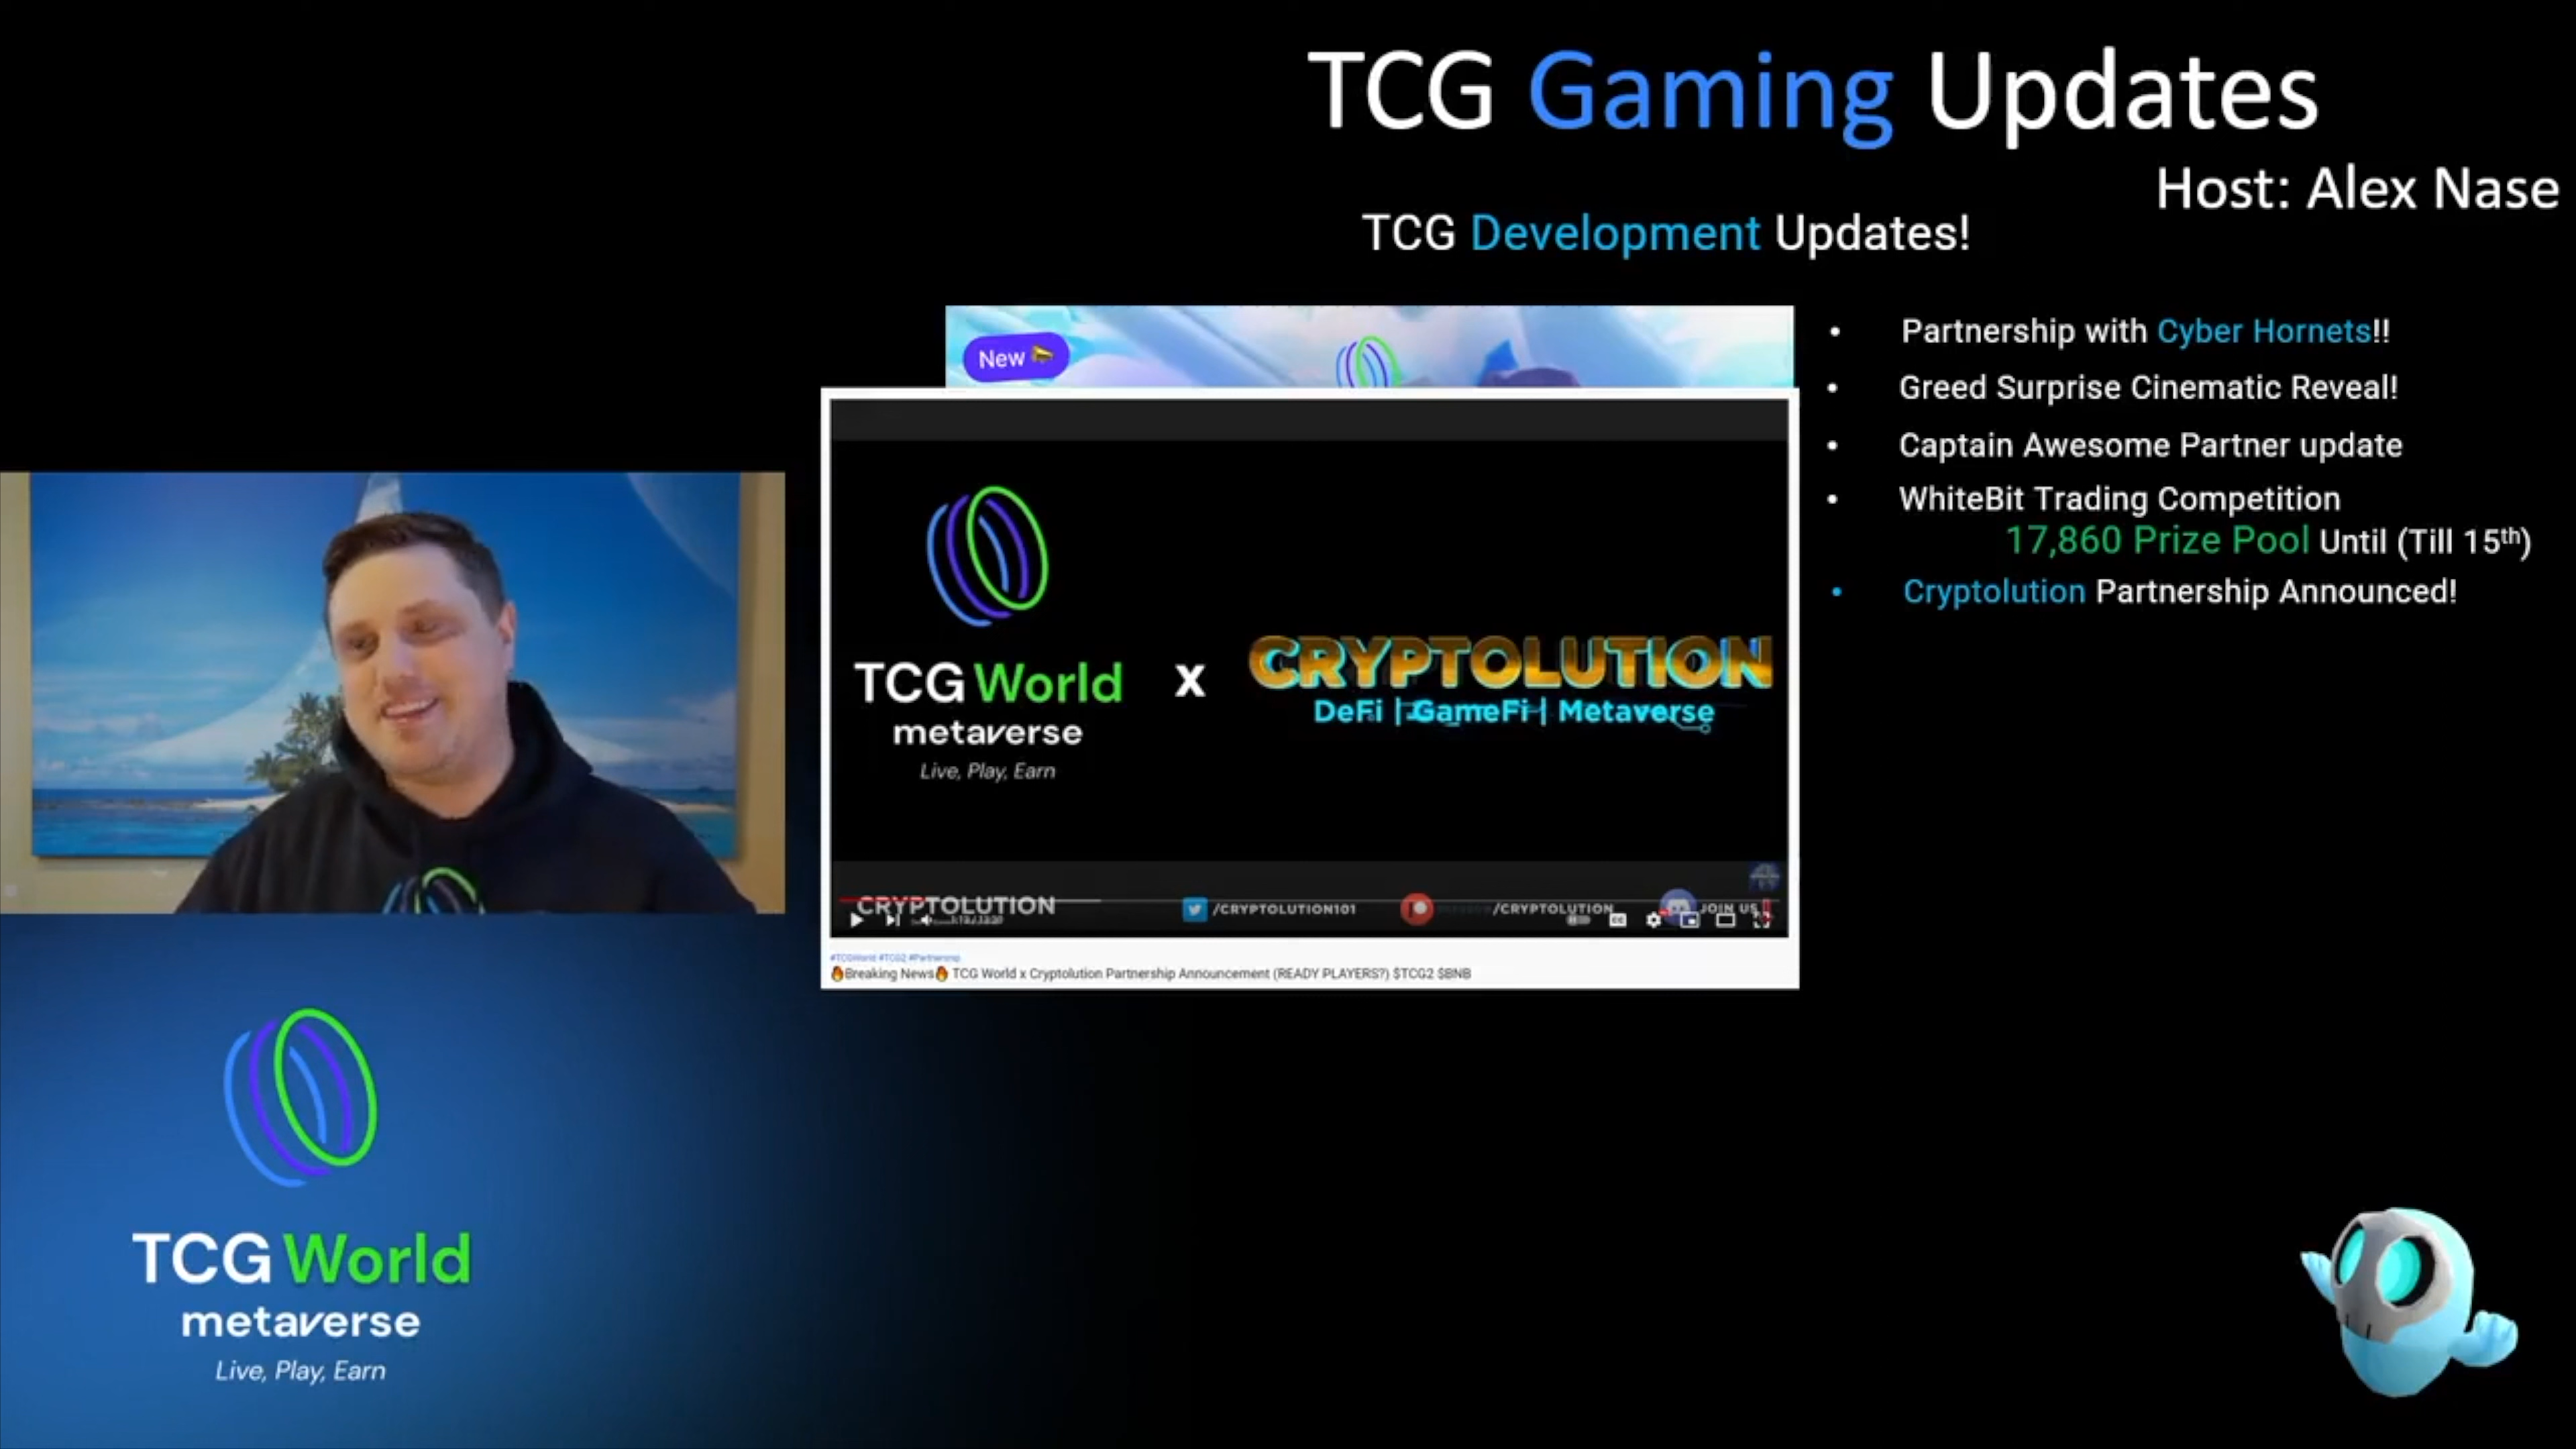 TCG Gaming Updates
Host: Alex Nase
TCG Development Updates!
New
• Partnership with Cyber Hornets!!
• Greed Surprise Cinematic Reveal!
• Captain Awesome Partner update
• WhiteBit Trading Competition
17,860 Prize Pool Until (Till 15th)
• Cryptolution Partnership Announced!
TCG World
metaverse
Live, Play, Earn
x
CRYPTOLUTION
DeFi | GameFi | Metaverse
CRYPTOLUTION
/CRYPTOLUTION101
/CRYPTOLUTION
JOIN US
#TCGWorld #TCG2 #Partnership
🔥Breaking News🔥 TCG World x Cryptolution Partnership Announcement (READY PLAYERS?) $TCG2 $BNB
TCG World
metaverse
Live, Play, Earn